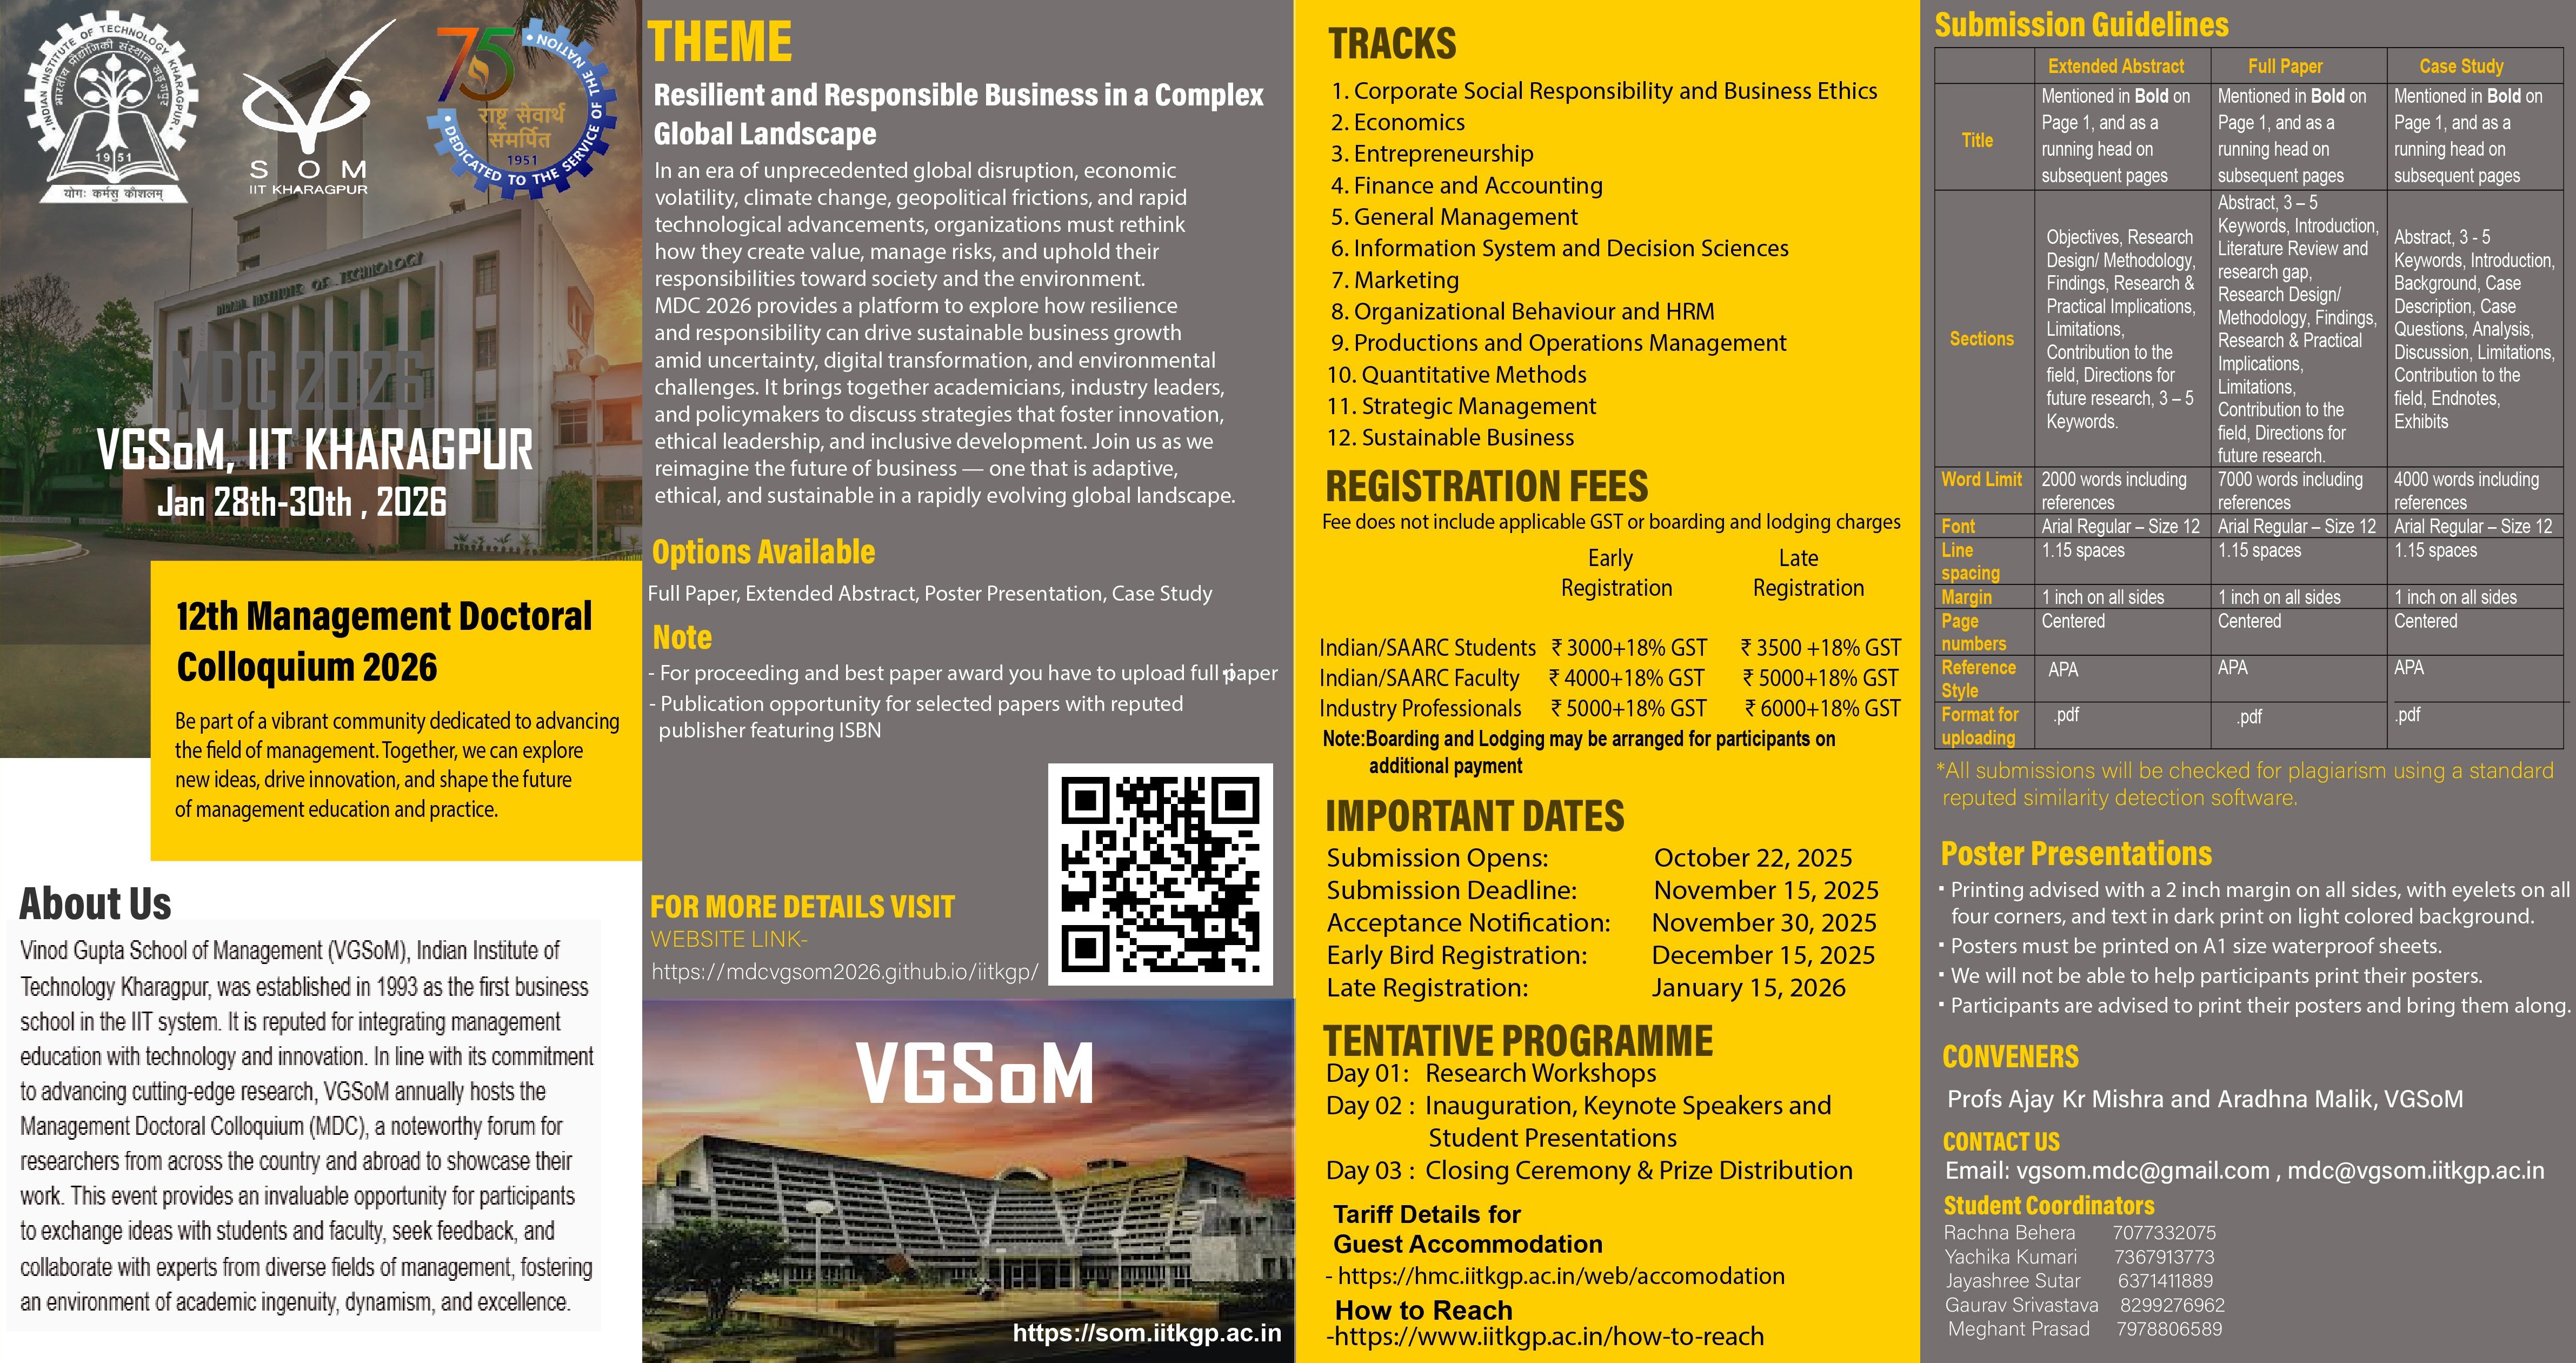 INDIAN INSTITUTE OF TECHNOLOGY KHARAGPUR
भारतीय प्रौद्योगिकी संस्थान खड़गपुर
1951
योगः कर्मसु कौशलम्
S O M
IIT KHARAGPUR
75
राष्ट्र सेवार्थ
समर्पित
1951
• DEDICATED TO THE SERVICE OF THE NATION •
INDIAN INSTITUTE OF TECHNOLOGY
MDC 2026
VGSoM, IIT KHARAGPUR
Jan 28th-30th , 2026
12th Management Doctoral
Colloquium 2026
Be part of a vibrant community dedicated to advancing
the field of management. Together, we can explore
new ideas, drive innovation, and shape the future
of management education and practice.
About Us
Vinod Gupta School of Management (VGSoM), Indian Institute of
Technology Kharagpur, was established in 1993 as the first business
school in the IIT system. It is reputed for integrating management
education with technology and innovation. In line with its commitment
to advancing cutting-edge research, VGSoM annually hosts the
Management Doctoral Colloquium (MDC), a noteworthy forum for
researchers from across the country and abroad to showcase their
work. This event provides an invaluable opportunity for participants
to exchange ideas with students and faculty, seek feedback, and
collaborate with experts from diverse fields of management, fostering
an environment of academic ingenuity, dynamism, and excellence.
THEME
Resilient and Responsible Business in a Complex
Global Landscape
In an era of unprecedented global disruption, economic
volatility, climate change, geopolitical frictions, and rapid
technological advancements, organizations must rethink
how they create value, manage risks, and uphold their
responsibilities toward society and the environment.
MDC 2026 provides a platform to explore how resilience
and responsibility can drive sustainable business growth
amid uncertainty, digital transformation, and environmental
challenges. It brings together academicians, industry leaders,
and policymakers to discuss strategies that foster innovation,
ethical leadership, and inclusive development. Join us as we
reimagine the future of business — one that is adaptive,
ethical, and sustainable in a rapidly evolving global landscape.
Options Available
Full Paper, Extended Abstract, Poster Presentation, Case Study
Note
- For proceeding and best paper award you have to upload full paper
- Publication opportunity for selected papers with reputed
publisher featuring ISBN
FOR MORE DETAILS VISIT
WEBSITE LINK-
https://mdcvgsom2026.github.io/iitkgp/
VGSoM
https://som.iitkgp.ac.in
TRACKS
1. Corporate Social Responsibility and Business Ethics
2. Economics
3. Entrepreneurship
4. Finance and Accounting
5. General Management
6. Information System and Decision Sciences
7. Marketing
8. Organizational Behaviour and HRM
9. Productions and Operations Management
10. Quantitative Methods
11. Strategic Management
12. Sustainable Business
REGISTRATION FEES
Fee does not include applicable GST or boarding and lodging charges
Early Late
Registration Registration
Indian/SAARC Students ₹ 3000+18% GST ₹ 3500 +18% GST
Indian/SAARC Faculty ₹ 4000+18% GST ₹ 5000+18% GST
Industry Professionals ₹ 5000+18% GST ₹ 6000+18% GST
Note:Boarding and Lodging may be arranged for participants on
additional payment
IMPORTANT DATES
Submission Opens: October 22, 2025
Submission Deadline: November 15, 2025
Acceptance Notification: November 30, 2025
Early Bird Registration: December 15, 2025
Late Registration: January 15, 2026
TENTATIVE PROGRAMME
Day 01: Research Workshops
Day 02 : Inauguration, Keynote Speakers and
Student Presentations
Day 03 : Closing Ceremony & Prize Distribution
Tariff Details for
Guest Accommodation
- https://hmc.iitkgp.ac.in/web/accomodation
How to Reach
-https://www.iitkgp.ac.in/how-to-reach
Submission Guidelines
Extended Abstract Full Paper Case Study
Title
Mentioned in Bold on
Page 1, and as a
running head on
subsequent pages
Mentioned in Bold on
Page 1, and as a
running head on
subsequent pages
Mentioned in Bold on
Page 1, and as a
running head on
subsequent pages
Sections
Objectives, Research
Design/ Methodology,
Findings, Research &
Practical Implications,
Limitations,
Contribution to the
field, Directions for
future research, 3 – 5
Keywords.
Abstract, 3 – 5
Keywords, Introduction,
Literature Review and
research gap,
Research Design/
Methodology, Findings,
Research & Practical
Implications,
Limitations,
Contribution to the
field, Directions for
future research.
Abstract, 3 - 5
Keywords, Introduction,
Background, Case
Description, Case
Questions, Analysis,
Discussion, Limitations,
Contribution to the
field, Endnotes,
Exhibits
Word Limit
2000 words including
references
7000 words including
references
4000 words including
references
Font Arial Regular – Size 12 Arial Regular – Size 12 Arial Regular – Size 12
Line
spacing
1.15 spaces 1.15 spaces 1.15 spaces
Margin 1 inch on all sides 1 inch on all sides 1 inch on all sides
Page
numbers
Centered Centered Centered
Reference
Style
APA APA APA
Format for
uploading
.pdf .pdf .pdf
*All submissions will be checked for plagiarism using a standard
reputed similarity detection software.
Poster Presentations
▪ Printing advised with a 2 inch margin on all sides, with eyelets on all
four corners, and text in dark print on light colored background.
▪ Posters must be printed on A1 size waterproof sheets.
▪ We will not be able to help participants print their posters.
▪ Participants are advised to print their posters and bring them along.
CONVENERS
Profs Ajay Kr Mishra and Aradhna Malik, VGSoM
CONTACT US
Email: vgsom.mdc@gmail.com , mdc@vgsom.iitkgp.ac.in
Student Coordinators
Rachna Behera 7077332075
Yachika Kumari 7367913773
Jayashree Sutar 6371411889
Gaurav Srivastava 8299276962
Meghant Prasad 7978806589